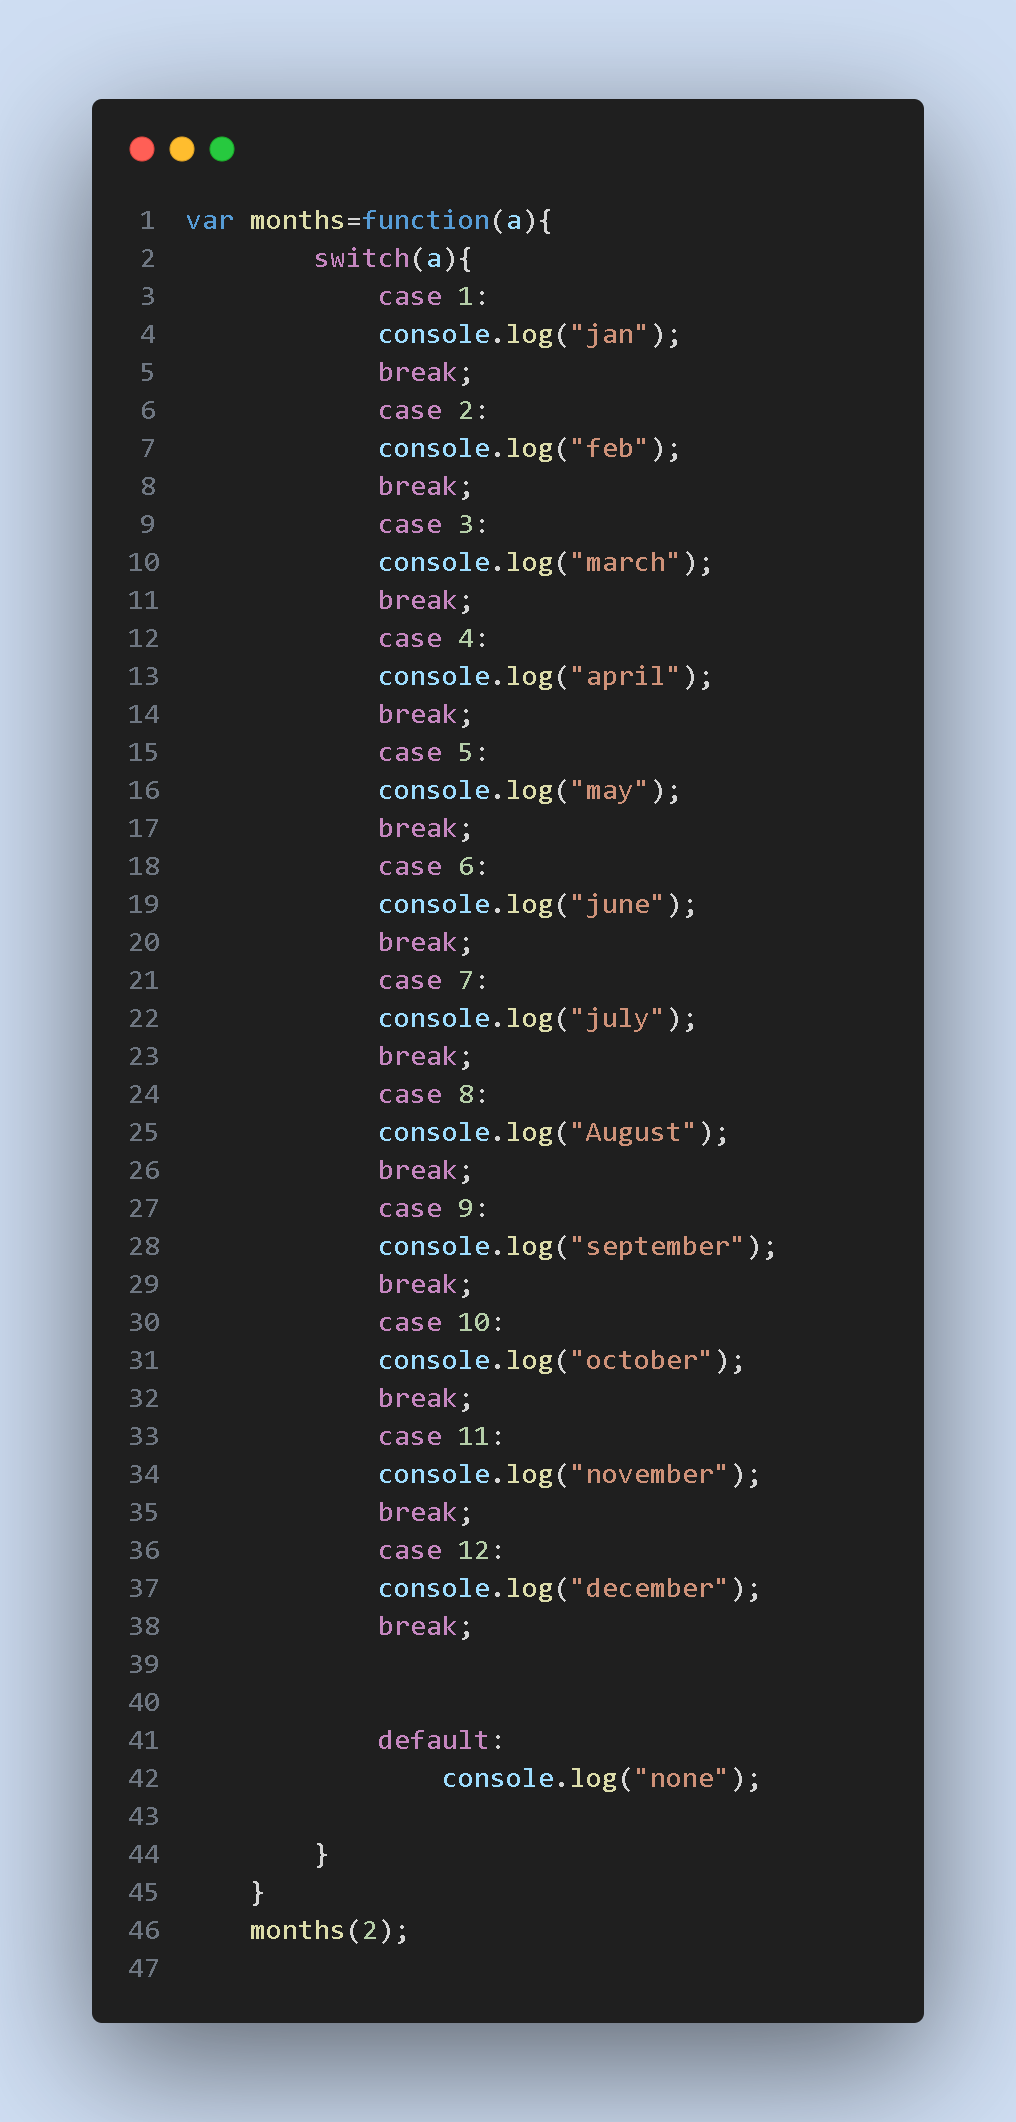 1 var months=function(a){
2         switch(a){
3             case 1:
4             console.log("jan");
5             break;
6             case 2:
7             console.log("feb");
8             break;
9             case 3:
10             console.log("march");
11             break;
12             case 4:
13             console.log("april");
14             break;
15             case 5:
16             console.log("may");
17             break;
18             case 6:
19             console.log("june");
20             break;
21             case 7:
22             console.log("july");
23             break;
24             case 8:
25             console.log("August");
26             break;
27             case 9:
28             console.log("september");
29             break;
30             case 10:
31             console.log("october");
32             break;
33             case 11:
34             console.log("november");
35             break;
36             case 12:
37             console.log("december");
38             break;
39
40
41             default:
42                 console.log("none");
43
44         }
45     }
46     months(2);
47